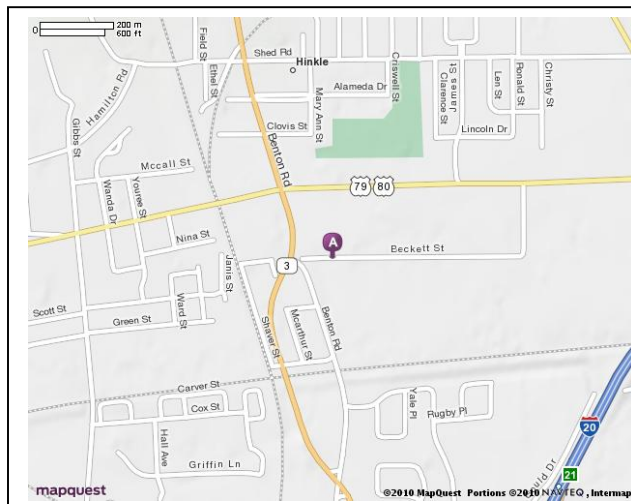 200 m
0
600 ft
Field St
Ethel St
Shed Rd
Hinkle
Hamilton Rd
Gibbs St
Alameda Dr
Mary Ann St
Criswell St
James St
Clarence St
Len St
Ronald St
Christy St
Clovis St
Lincoln Dr
Benton Rd
Mccall St
79
80
Wanda Dr
Youree St
Nina St
A
Beckett St
Janis St
3
Scott St
Ward St
Green St
Shaver St
Mcarthur St
Benton Rd
Carver St
Cox St
Yale Pl
Rugby Pl
20
Hall Ave
Griffin Ln
21
uld Dr
mapquest
©2010 MapQuest Portions ©2010 NAVTEQ, Intermap